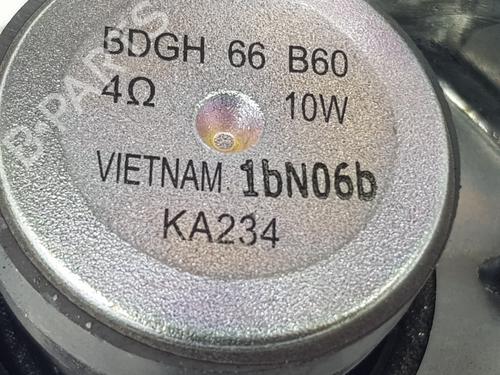 BDGH 66 B60
4Ω 10W
VIETNAM 1bN06b
KA234
B-PARTS